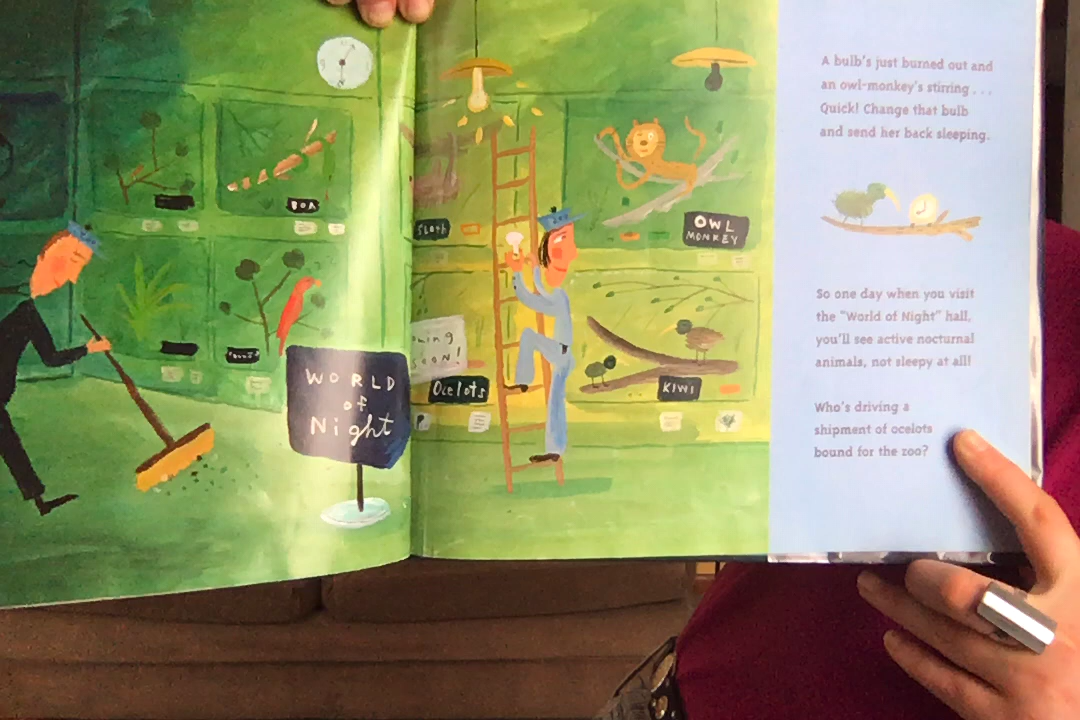 BOA
WORLD
of
Night
Sloth
OWL
MONKEY
oming
SOON!
Ocelots
KIWI
A bulb's just burned out and
an owl-monkey's stirring . . .
Quick! Change that bulb
and send her back sleeping.
So one day when you visit
the "World of Night" hall,
you'll see active nocturnal
animals, not sleepy at all!
Who's driving a
shipment of ocelots
bound for the zoo?